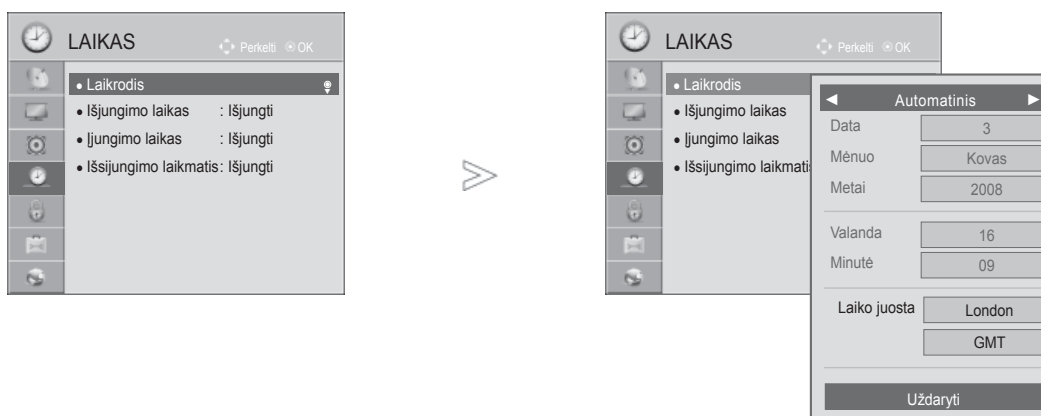 LAIKAS Perkelti OK
• Laikrodis
• Išjungimo laikas : Išjungti
• Įjungimo laikas : Išjungti
• Išsijungimo laikmatis: Išjungti
LAIKAS Perkelti OK
• Laikrodis
• Išjungimo laikas
• Įjungimo laikas
• Išsijungimo laikmatis
◄ Automatinis ►
Data 3
Mėnuo Kovas
Metai 2008
Valanda 16
Minutė 09
Laiko juosta London
GMT
Uždaryti